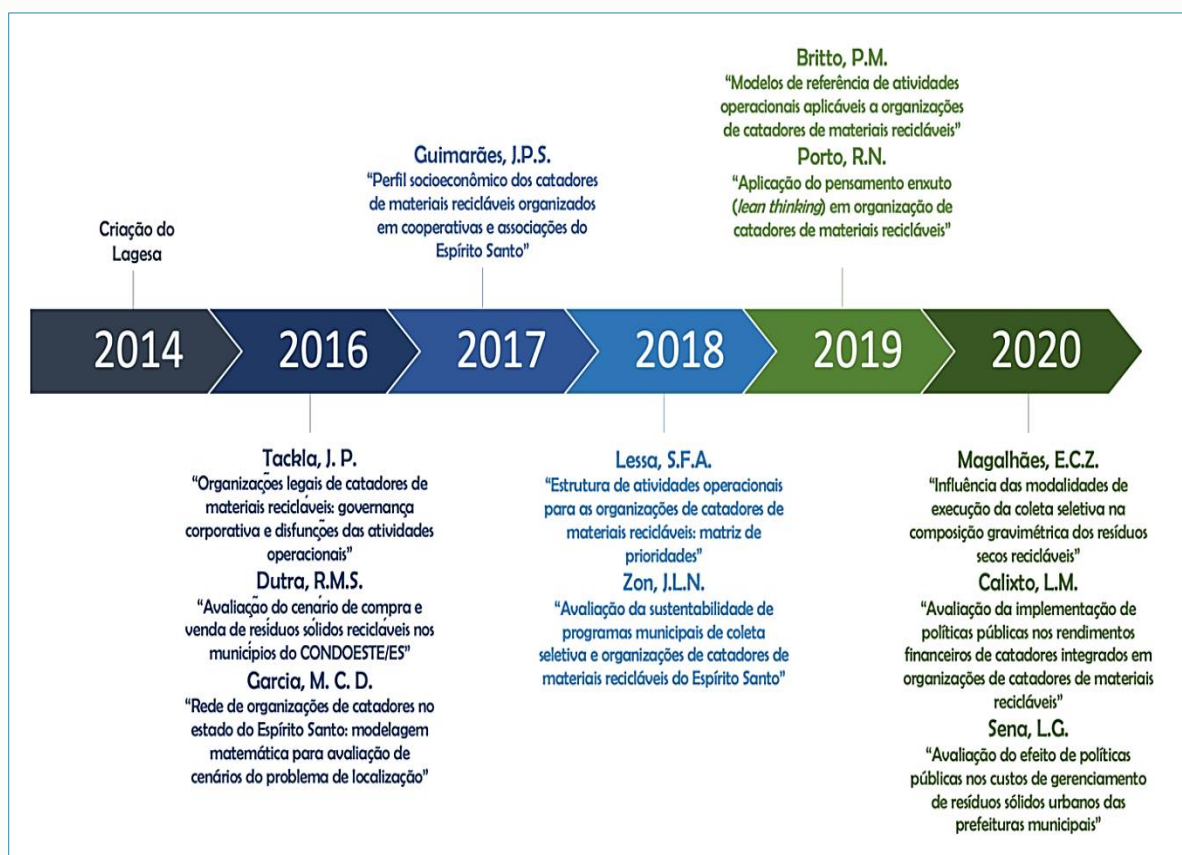 Criação do
Lagesa
Guimarães, J.P.S.
“Perfil socioeconômico dos catadores
de materiais recicláveis organizados
em cooperativas e associações do
Espírito Santo”
Britto, P.M.
“Modelos de referência de atividades
operacionais aplicáveis a organizações
de catadores de materiais recicláveis”
Porto, R.N.
“Aplicação do pensamento enxuto
(lean thinking) em organização de
catadores de materiais recicláveis”
2014
2016
2017
2018
2019
2020
Tackla, J. P.
“Organizações legais de catadores de
materiais recicláveis: governança
corporativa e disfunções das atividades
operacionais”
Dutra, R.M.S.
“Avaliação do cenário de compra e
venda de resíduos sólidos recicláveis nos
municípios do CONDOESTE/ES”
Garcia, M. C. D.
“Rede de organizações de catadores no
estado do Espírito Santo: modelagem
matemática para avaliação de
cenários do problema de localização”
Lessa, S.F.A.
“Estrutura de atividades operacionais
para as organizações de catadores de
materiais recicláveis: matriz de
prioridades”
Zon, J.L.N.
“Avaliação da sustentabilidade de
programas municipais de coleta
seletiva e organizações de catadores de
materiais recicláveis do Espírito Santo”
Magalhães, E.C.Z.
“Influência das modalidades de
execução da coleta seletiva na
composição gravimétrica dos resíduos
secos recicláveis”
Calixto, L.M.
“Avaliação da implementação de
políticas públicas nos rendimentos
financeiros de catadores integrados em
organizações de catadores de materiais
recicláveis”
Sena, L.G.
“Avaliação do efeito de políticas
públicas nos custos de gerenciamento
de resíduos sólidos urbanos das
prefeituras municipais”